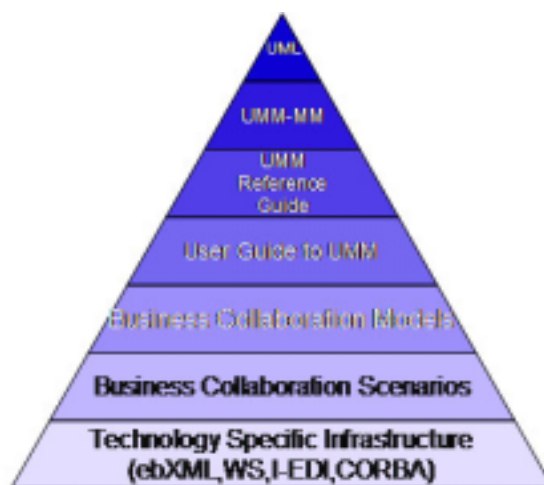 UML
UMM-MM
UMM
Reference
Guide
User Guide to UMM
Business Collaboration Models
Business Collaboration Scenarios
Technology Specific Infrastructure
(ebXML,WS,I-EDI,CORBA)